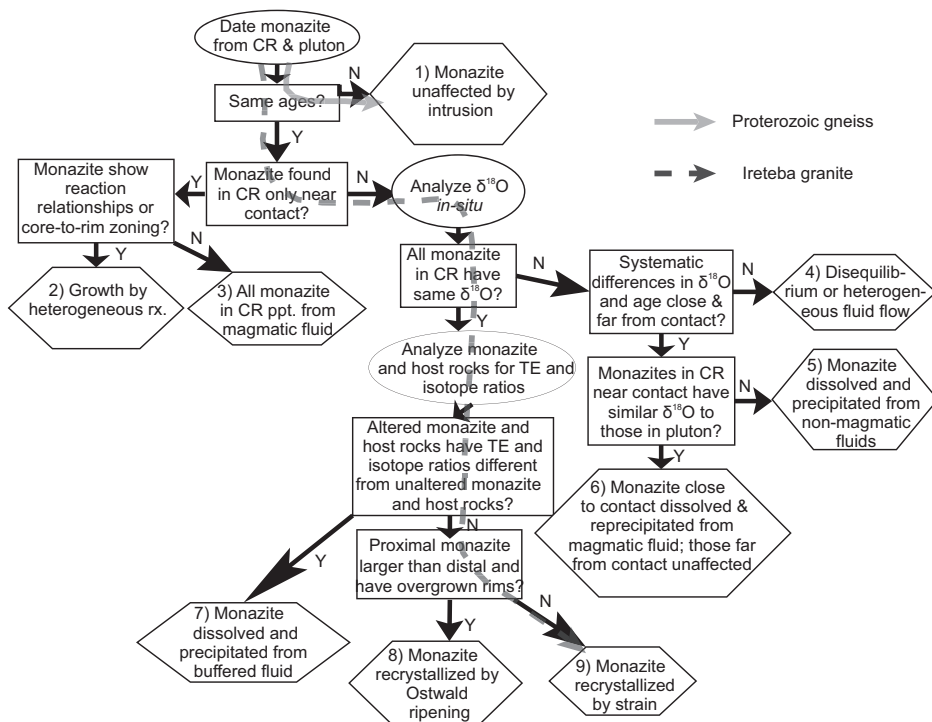 Date monazite
from CR & pluton
N
1) Monazite
unaffected by
intrusion
Same ages?
Y
Proterozoic gneiss
Ireteba granite
Monazite show
reaction
relationships or
core-to-rim zoning?
Y
Monazite found
in CR only near
contact?
N
Analyze δ18O
in-situ
Y
N
2) Growth by
heterogeneous rx.
3) All monazite
in CR ppt. from
magmatic fluid
All monazite
in CR have
same δ18O?
N
Systematic
differences in δ18O
and age close &
far from contact?
N
4) Disequilib-
rium or heterogen-
eous fluid flow
Y
Y
Analyze monazite
and host rocks for TE and
isotope ratios
Monazites in CR
near contact have
similar δ18O to
those in pluton?
N
5) Monazite
dissolved and
precipitated from
non-magmatic
fluids
Y
Altered monazite and
host rocks have TE and
isotope ratios different
from unaltered monazite
and host rocks?
6) Monazite close
to contact dissolved &
reprecipitated from
magmatic fluid; those far
from contact unaffected
Y
N
Proximal monazite
larger than distal and
have overgrown rims?
Y
N
7) Monazite
dissolved and
precipitated from
buffered fluid
8) Monazite
recrystallized by
Ostwald
ripening
9) Monazite
recrystallized
by strain